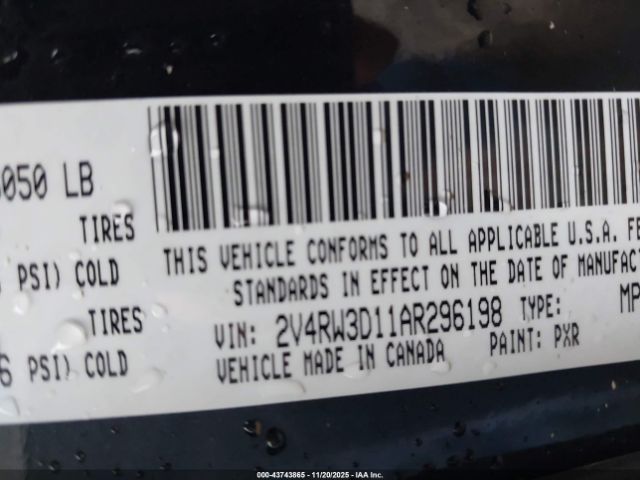 050 LB
TIRES
PSI) COLD
6 PSI) COLD
THIS VEHICLE CONFORMS TO ALL APPLICABLE U.S.A. FE
STANDARDS IN EFFECT ON THE DATE OF MANUFACT
VIN: 2V4RW3D11AR296198 TYPE: MP
VEHICLE MADE IN CANADA PAINT: PXR
000-43743865 - 11/20/2025 - IAA Inc.